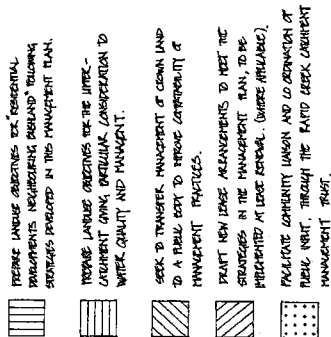 PREPARE LANDUSE OBJECTIVES FOR "RESIDENTIAL
DEVELOPMENTS NEIGHBOURING PARKLAND" FOLLOWING
STRATEGIES DEVELOPED IN THIS MANAGEMENT PLAN.
PREPARE LANDUSE OBJECTIVES FOR THE UPPER-
CATCHMENT GIVING PARTICULAR CONSIDERATION TO
WATER QUALITY AND MANAGEMENT.
SEEK TO TRANSFER MANAGEMENT OF CROWN LAND
TO A PUBLIC BODY TO IMPROVE COMPATABILITY OF
MANAGEMENT PRACTICES.
DRAFT NEW LEASE ARRANGEMENTS TO MEET THE
STRATEGIES IN THE MANAGEMENT PLAN, TO BE
IMPLEMENTED AT LEASE RENEWAL. (WHERE APPLICABLE).
FACILITATE COMMUNITY LIAISON AND CO ORDINATION OF
PUBLIC INPUT THROUGH THE RAPID CREEK CATCHMENT
MANAGEMENT TRUST.